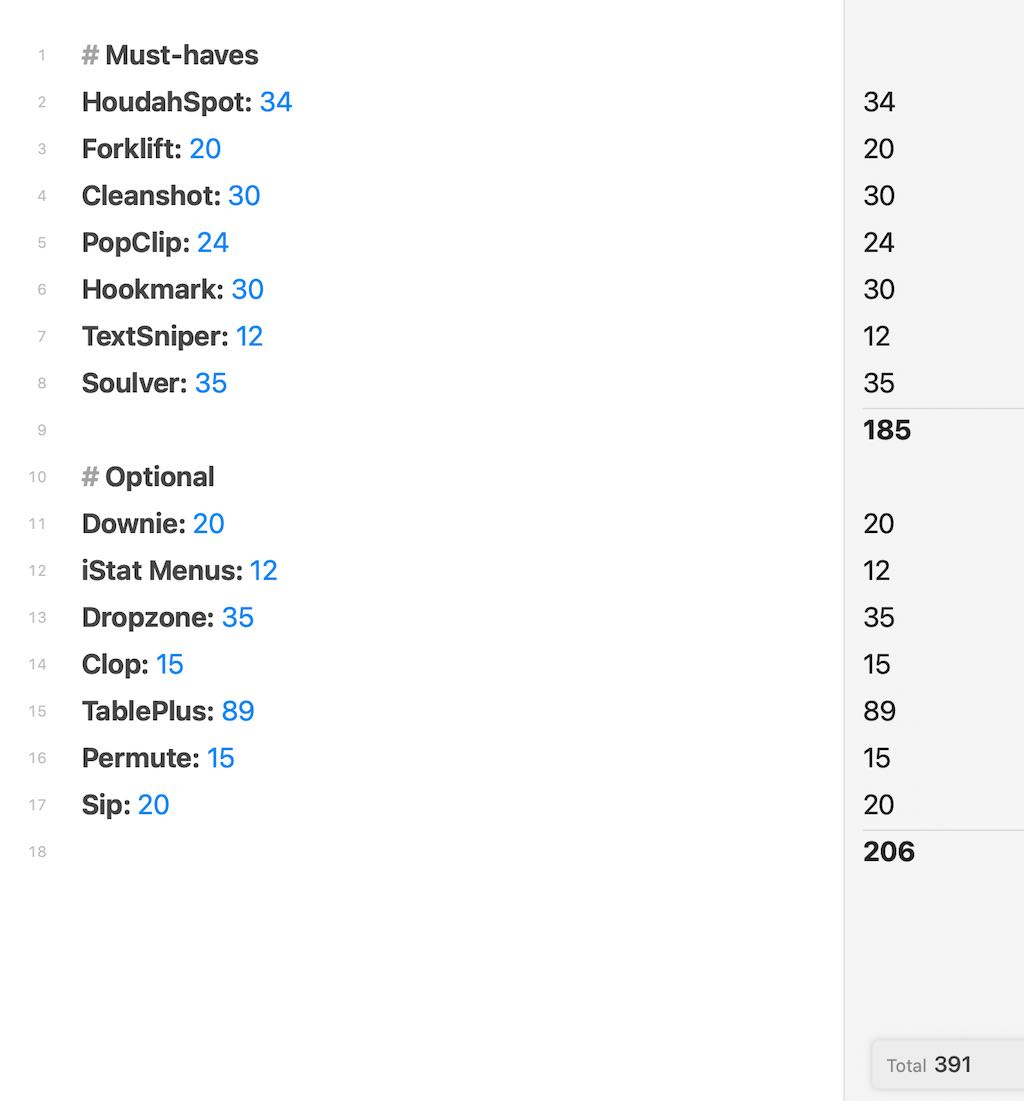 1 # Must-haves
2 HoudahSpot: 34 34
3 Forklift: 20 20
4 Cleanshot: 30 30
5 PopClip: 24 24
6 Hookmark: 30 30
7 TextSniper: 12 12
8 Soulver: 35 35
9 185
10 # Optional
11 Downie: 20 20
12 iStat Menus: 12 12
13 Dropzone: 35 35
14 Clop: 15 15
15 TablePlus: 89 89
16 Permute: 15 15
17 Sip: 20 20
18 206
Total 391